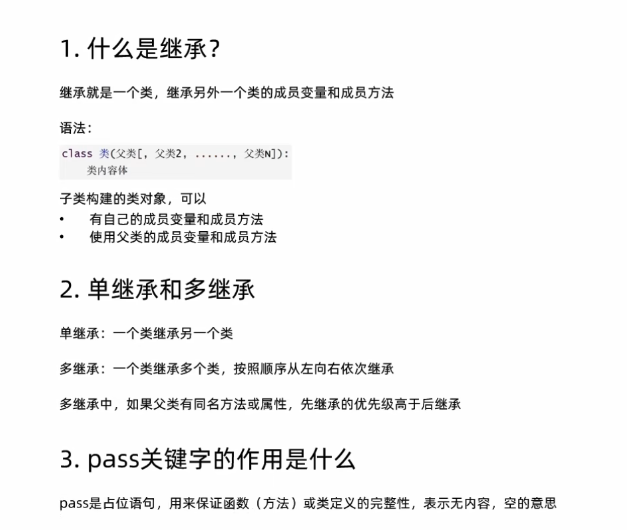 1. 什么是继承？
继承就是一个类，继承另外一个类的成员变量和成员方法
语法：
class 类(父类[, 父类2, ......, 父类N]):
类内容体
子类构建的类对象，可以
• 有自己的成员变量和成员方法
• 使用父类的成员变量和成员方法
2. 单继承和多继承
单继承：一个类继承另一个类
多继承：一个类继承多个类，按照顺序从左向右依次继承
多继承中，如果父类有同名方法或属性，先继承的优先级高于后继承
3. pass关键字的作用是什么
pass是占位语句，用来保证函数（方法）或类定义的完整性，表示无内容，空的意思